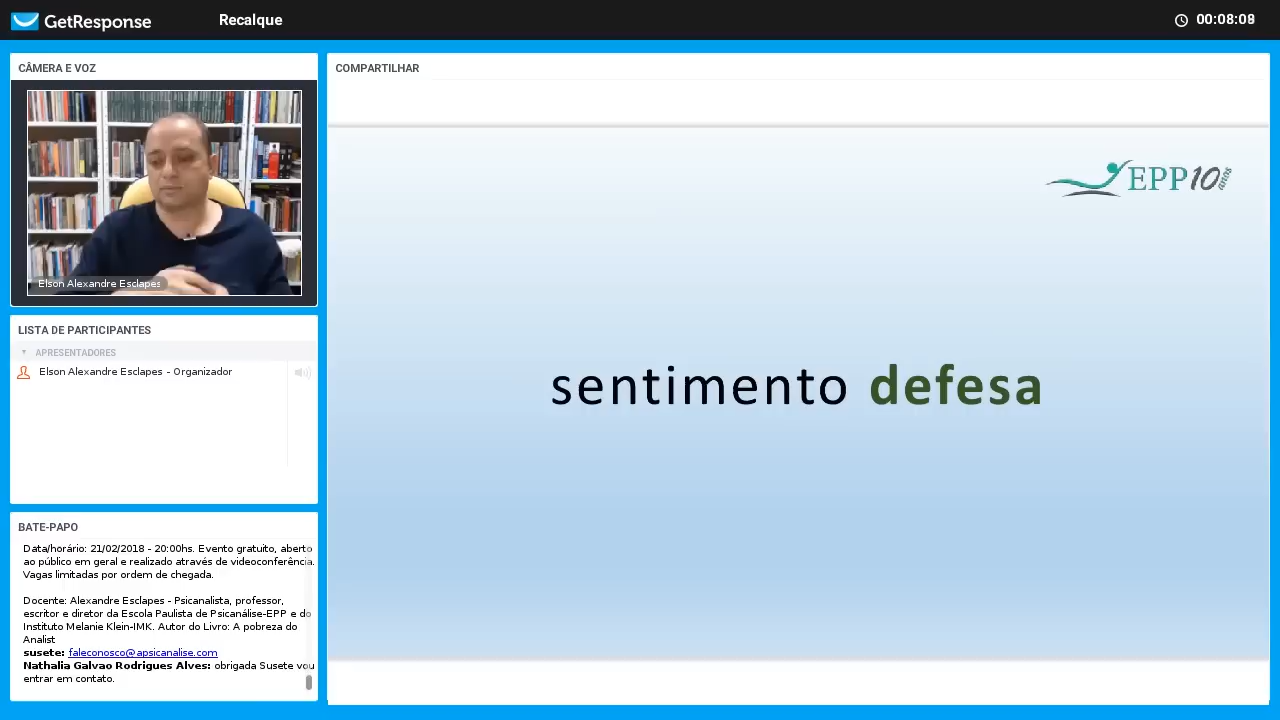 GetResponse
Recalque
00:08:08
CÂMERA E VOZ
Elson Alexandre Esclapes
LISTA DE PARTICIPANTES
APRESENTADORES
Elson Alexandre Esclapes - Organizador
BATE-PAPO
Data/horário: 21/02/2018 - 20:00hs. Evento gratuito, aberto
ao público em geral e realizado através de videoconferência.
Vagas limitadas por ordem de chegada.
Docente: Alexandre Esclapes - Psicanalista, professor,
escritor e diretor da Escola Paulista de Psicanálise-EPP e do
Instituto Melanie Klein-IMK. Autor do Livro: A pobreza do
Analist
susete: faleconosco@apsicanalise.com
Nathalia Galvao Rodrigues Alves: obrigada Susete vou
entrar em contato.
COMPARTILHAR
EPP10 anos
sentimento defesa